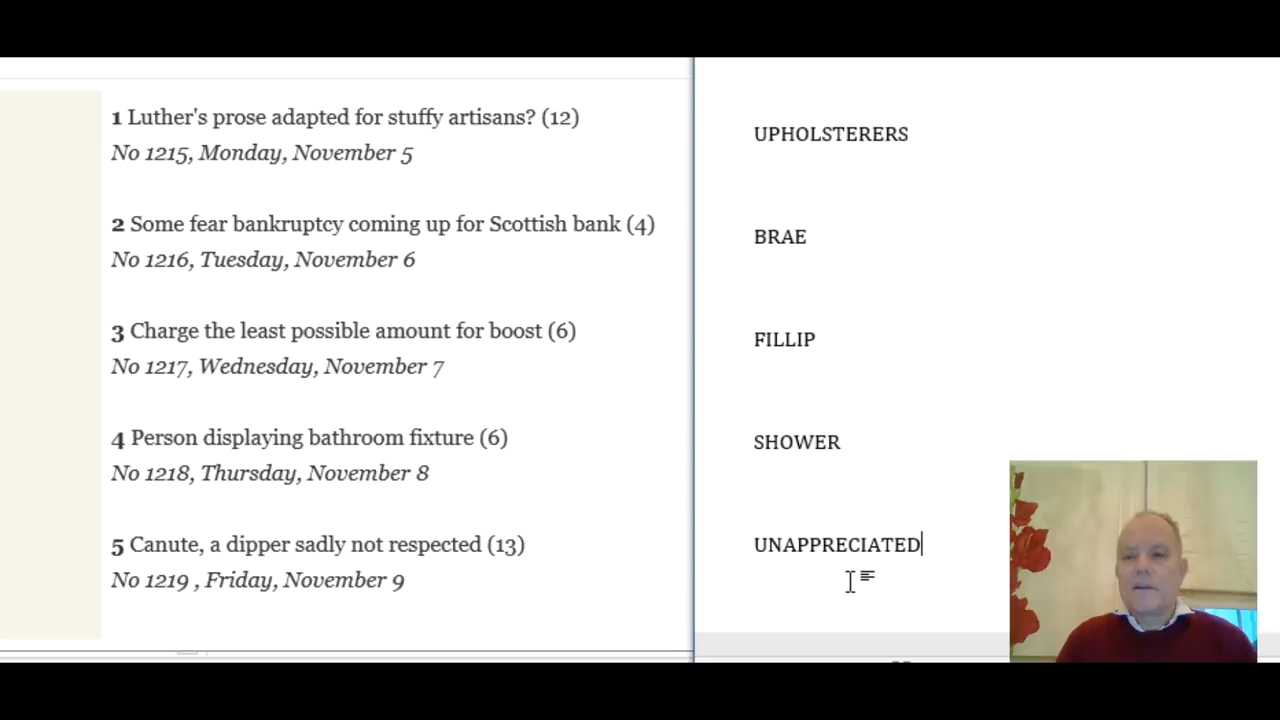 1 Luther's prose adapted for stuffy artisans? (12)
No 1215, Monday, November 5
UPHOLSTERERS
2 Some fear bankruptcy coming up for Scottish bank (4)
No 1216, Tuesday, November 6
BRAE
3 Charge the least possible amount for boost (6)
No 1217, Wednesday, November 7
FILLIP
4 Person displaying bathroom fixture (6)
No 1218, Thursday, November 8
SHOWER
5 Canute, a dipper sadly not respected (13)
No 1219 , Friday, November 9
UNAPPRECIATED